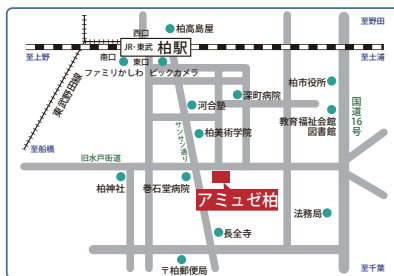 西口
柏高島屋
至野田
JR・東武 柏駅
至上野
南口
東口
至土浦
ファミりかしわ
ビックカメラ
東武野田線
柏市役所
深町病院
河合塾
国道16号
教育福祉会館
図書館
サンサン通り
柏美術学院
至船橋
旧水戸街道
柏神社
巻石堂病院
アミュゼ柏
法務局
長全寺
〒柏郵便局
至千葉